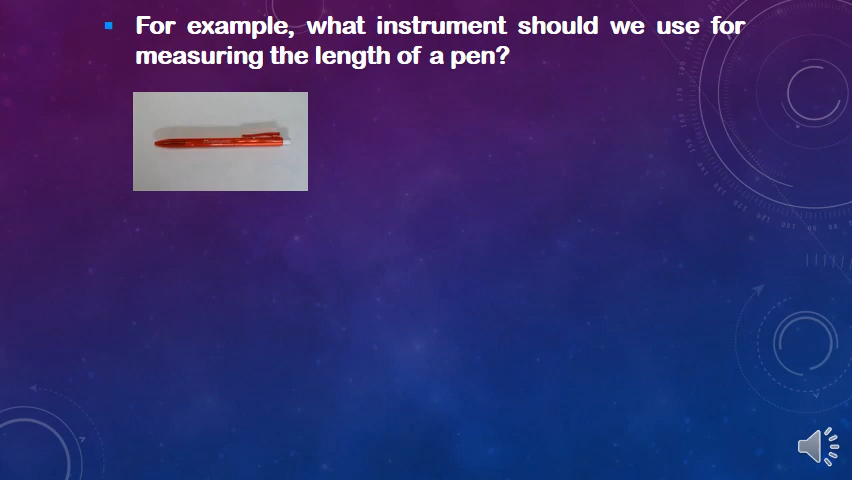 For example, what instrument should we use for
measuring the length of a pen?